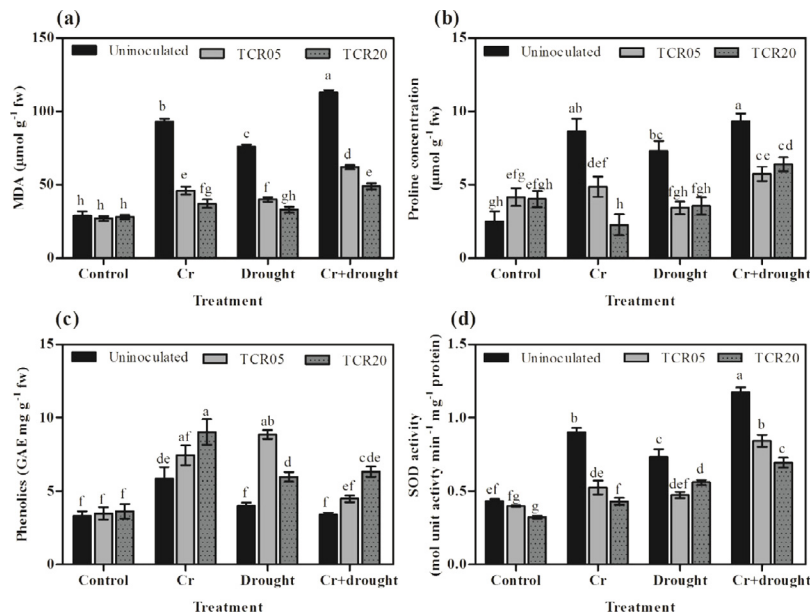 (a)
150
Uninoculated TCR05 TCR20
a
b
100
c
d
e
e
f
50
fg
gh
h h h
0
MDA (µmol g⁻¹ fw)
Control Cr Drought Cr+drought
Treatment
(b)
15
Uninoculated TCR05 TCR20
10
ab
a
bc
def
cc cd
5
efg efgh
fgh fgh
gh
h
0
Proline concentration
(µmol g⁻¹ fw)
Control Cr Drought Cr+drought
Treatment
(c)
15
Uninoculated TCR05 TCR20
10
a
ab
af
de
d
cde
5
f f f
f
f ef
0
Phenolics (GAE mg g⁻¹ fw)
Control Cr Drought Cr+drought
Treatment
(d)
1.5
Uninoculated TCR05 TCR20
a
1.0
b
b
c
c
de
d
0.5
ef fg
f
def
g
0.0
SOD activity
(mol unit activty min⁻¹ mg⁻¹ protein)
Control Cr Drought Cr+drought
Treatment